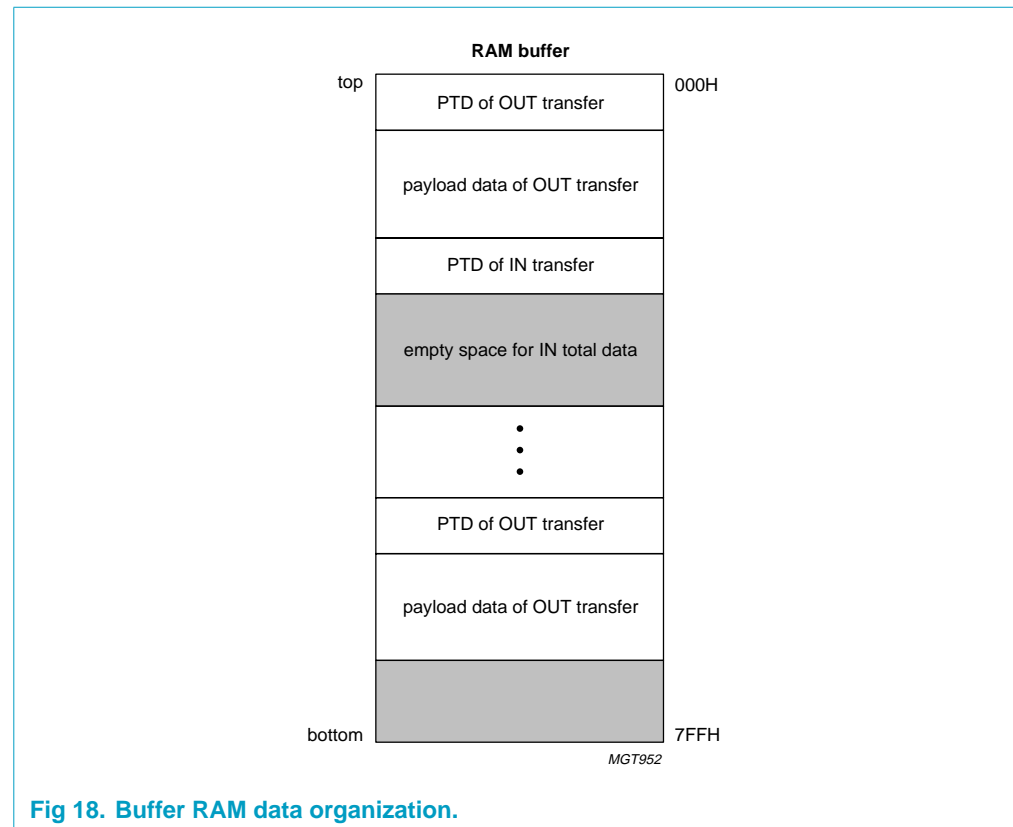 RAM buffer
top
000H
PTD of OUT transfer
payload data of OUT transfer
PTD of IN transfer
empty space for IN total data
PTD of OUT transfer
payload data of OUT transfer
bottom
7FFH
MGT952
Fig 18. Buffer RAM data organization.